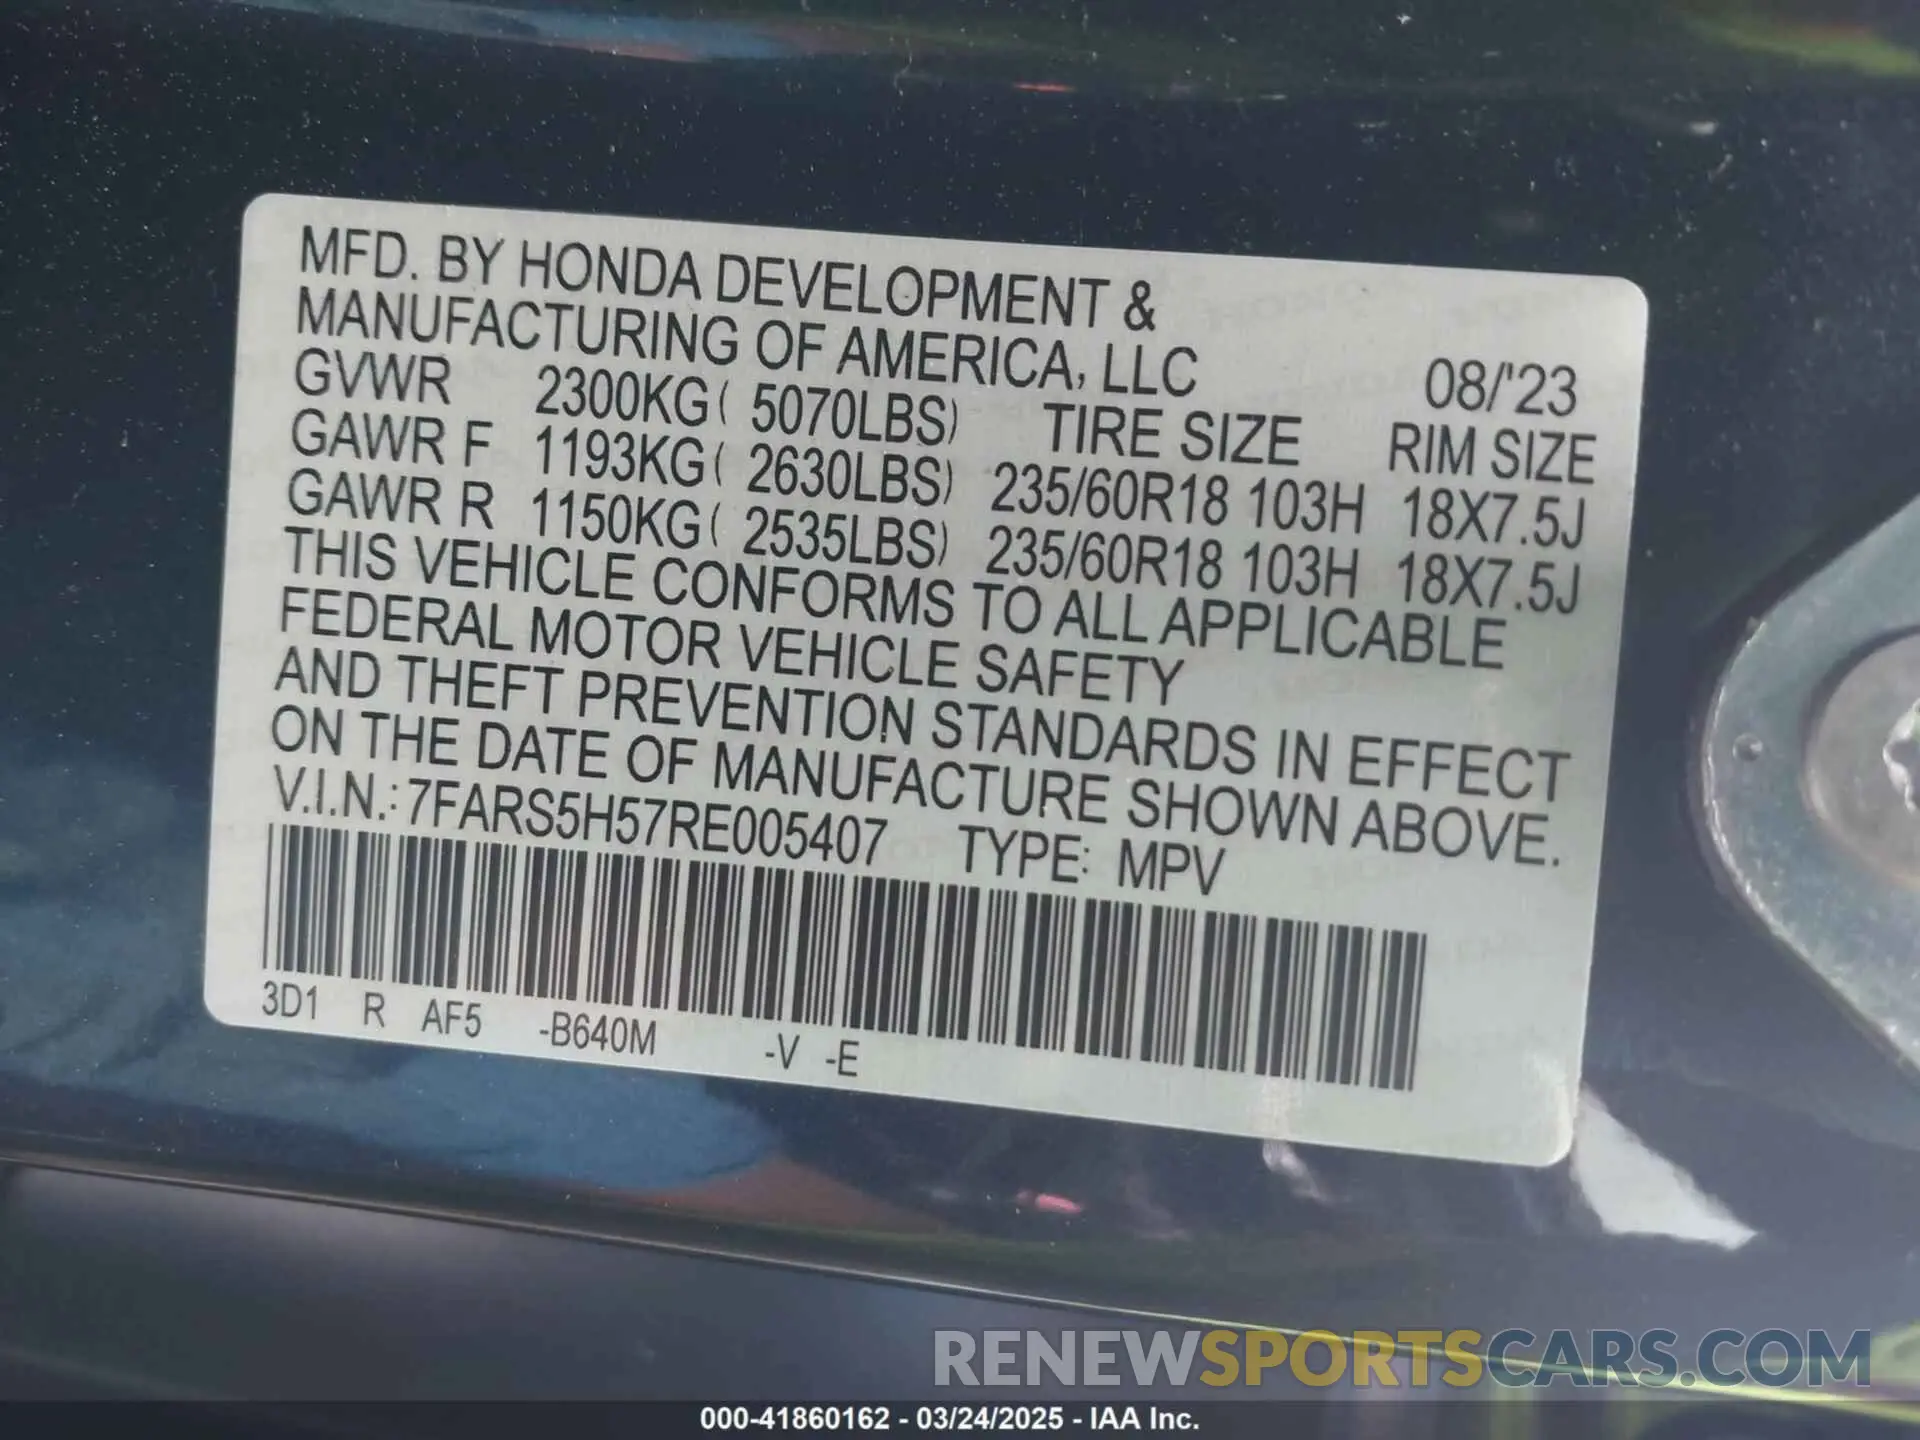 MFD. BY HONDA DEVELOPMENT &
MANUFACTURING OF AMERICA, LLC 08/'23
GVWR 2300KG( 5070LBS) TIRE SIZE RIM SIZE
GAWR F 1193KG( 2630LBS) 235/60R18 103H 18X7.5J
GAWR R 1150KG( 2535LBS) 235/60R18 103H 18X7.5J
THIS VEHICLE CONFORMS TO ALL APPLICABLE
FEDERAL MOTOR VEHICLE SAFETY
AND THEFT PREVENTION STANDARDS IN EFFECT
ON THE DATE OF MANUFACTURE SHOWN ABOVE.
V.I.N.: 7FARS5H57RE005407 TYPE: MPV
3D1 R AF5 -B640M -V -E
RENEWSPORTSCARS.COM
000-41860162 - 03/24/2025 - IAA Inc.